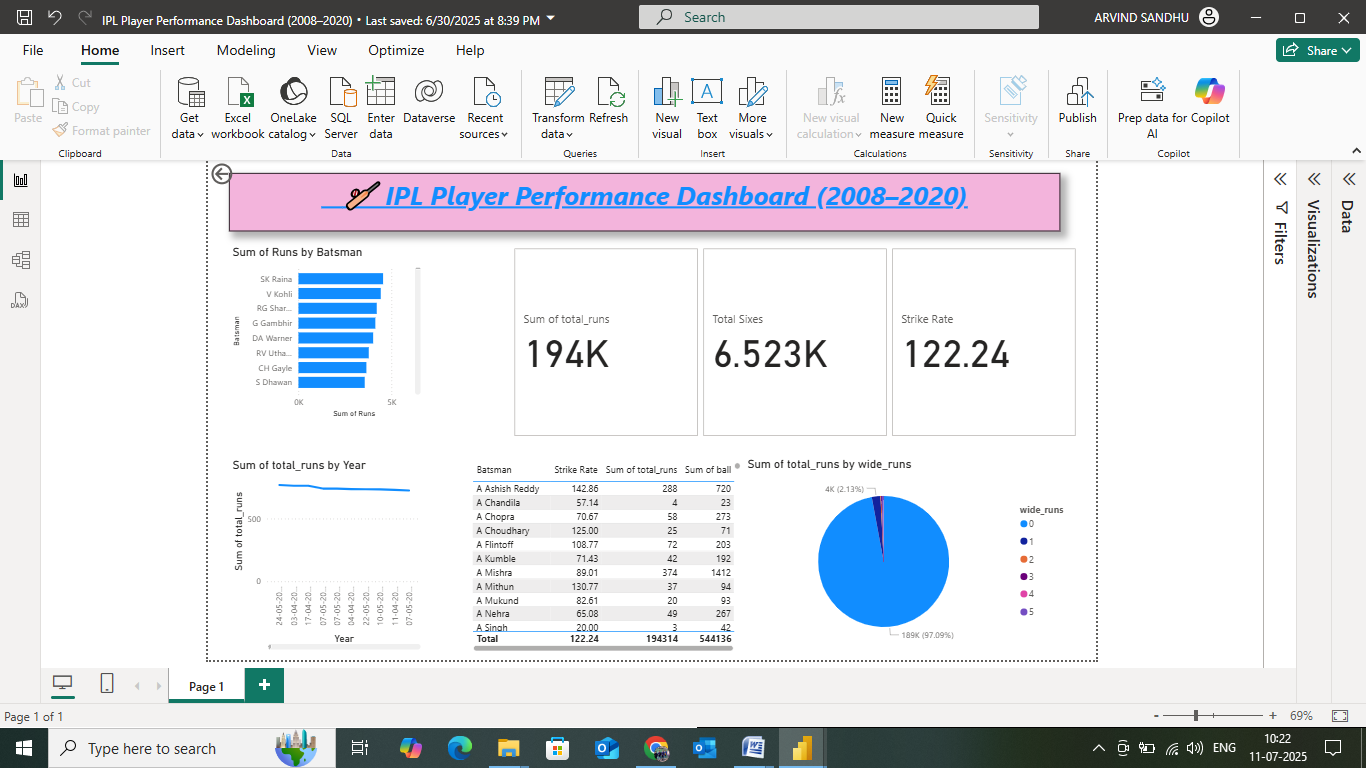 IPL Player Performance Dashboard (2008–2020) • Last saved: 6/30/2025 at 8:39 PM
Search
ARVIND SANDHU
File Home Insert Modeling View Optimize Help
Share
Paste
Cut
Copy
Format painter
Clipboard
Get data
Excel workbook
OneLake catalog
SQL Server
Enter data
Dataverse
Recent sources
Data
Transform data
Refresh
Queries
New visual
Text box
More visuals
Insert
New visual calculation
New measure
Quick measure
Calculations
Sensitivity
Sensitivity
Publish
Share
Prep data for AI
Copilot
Copilot
IPL Player Performance Dashboard (2008–2020)
Sum of Runs by Batsman
Batsman
SK Raina
V Kohli
RG Shar...
G Gambhir
DA Warner
RV Utha...
CH Gayle
S Dhawan
0K 5K
Sum of Runs
Sum of total_runs
194K
Total Sixes
6.523K
Strike Rate
122.24
Sum of total_runs by Year
Sum of total_runs
500
0
24-05-20...
03-04-20...
17-04-20...
07-05-20...
07-05-20...
04-04-20...
22-05-20...
10-05-20...
11-04-20...
07-05-20...
Year
Batsman Strike Rate Sum of total_runs Sum of ball
A Ashish Reddy 142.86 288 720
A Chandila 57.14 4 23
A Chopra 70.67 58 273
A Choudhary 125.00 25 71
A Flintoff 108.77 72 203
A Kumble 71.43 42 192
A Mishra 89.01 374 1412
A Mithun 130.77 37 94
A Mukund 82.61 20 93
A Nehra 65.08 49 267
A Singh 20.00 3 42
Total 122.24 194314 544136
Sum of total_runs by wide_runs
4K (2.13%)
189K (97.09%)
wide_runs
0
1
2
3
4
5
Filters
Visualizations
Data
DAX
Page 1
Page 1 of 1
69%
Type here to search
ENG
10:22
11-07-2025